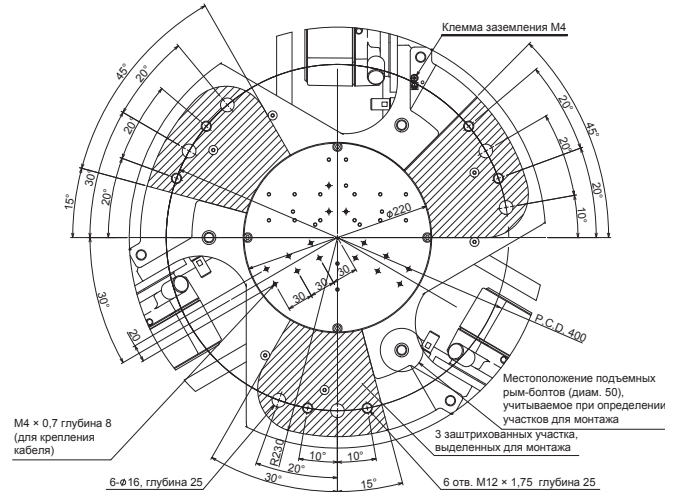 Клемма заземления M4
45°
20°
20
15°
30°
20°
20°
45°
20°
20°
10°
ϕ220
30
30
30
30°
20
P.C.D. 400
M4 × 0,7 глубина 8
(для крепления
кабеля)
Местоположение подъемных
рым-болтов (диам. 50),
учитываемое при определении
участков для монтажа
3 заштрихованных участка,
выделенных для монтажа
R230
10°
10°
20°
30°
15°
6-ϕ16, глубина 25
6 отв. M12 × 1,75 глубина 25